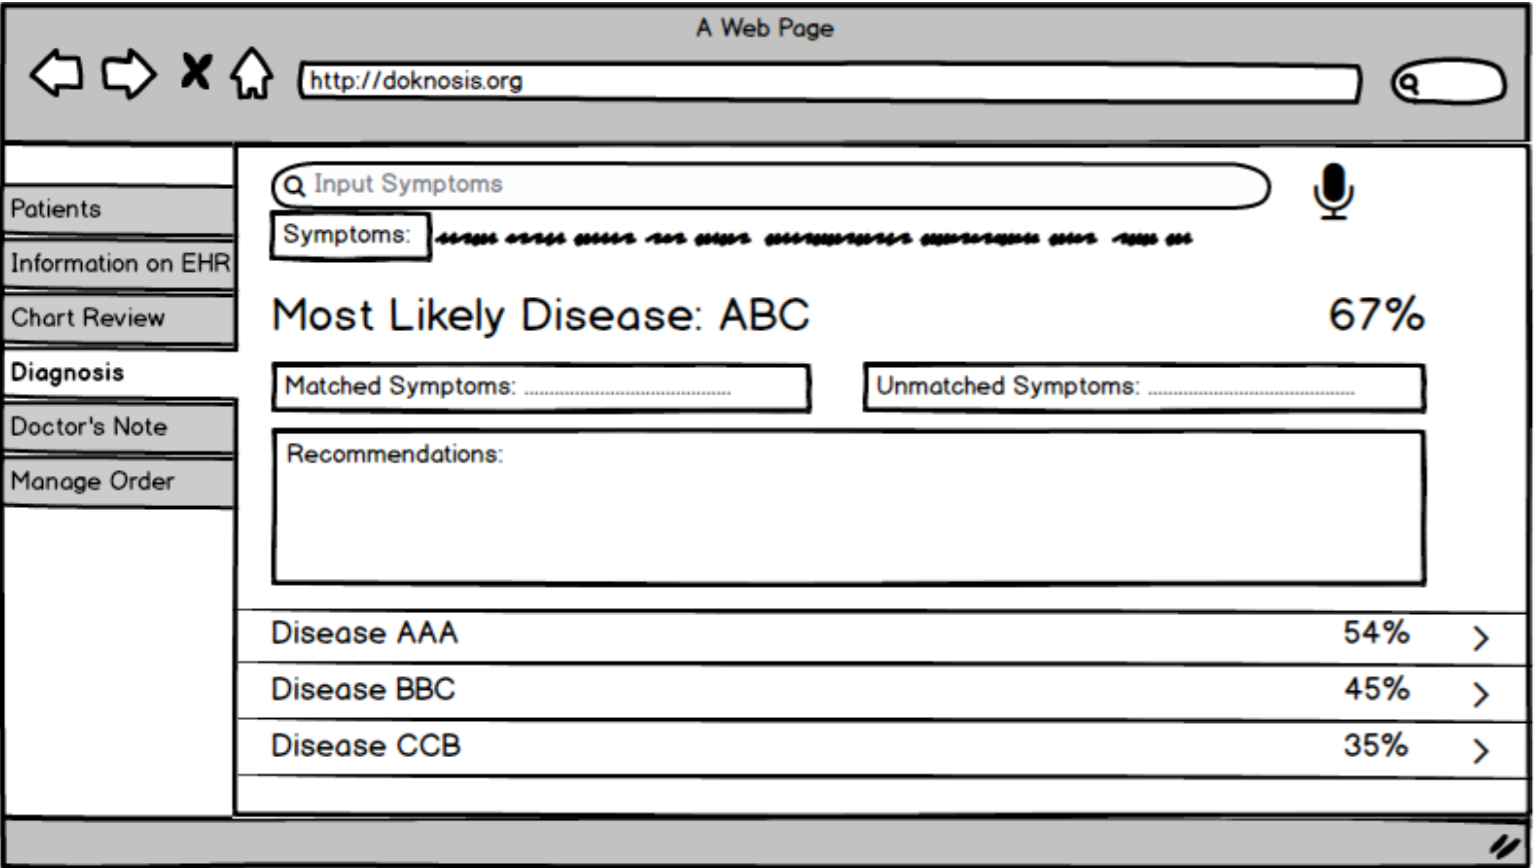 A Web Page
http://doknosis.org
Patients
Information on EHR
Chart Review
Diagnosis
Doctor's Note
Manage Order
Input Symptoms
Symptoms:
Most Likely Disease: ABC 67%
Matched Symptoms: ............................................
Unmatched Symptoms: ............................................
Recommendations:
Disease AAA 54% >
Disease BBC 45% >
Disease CCB 35% >